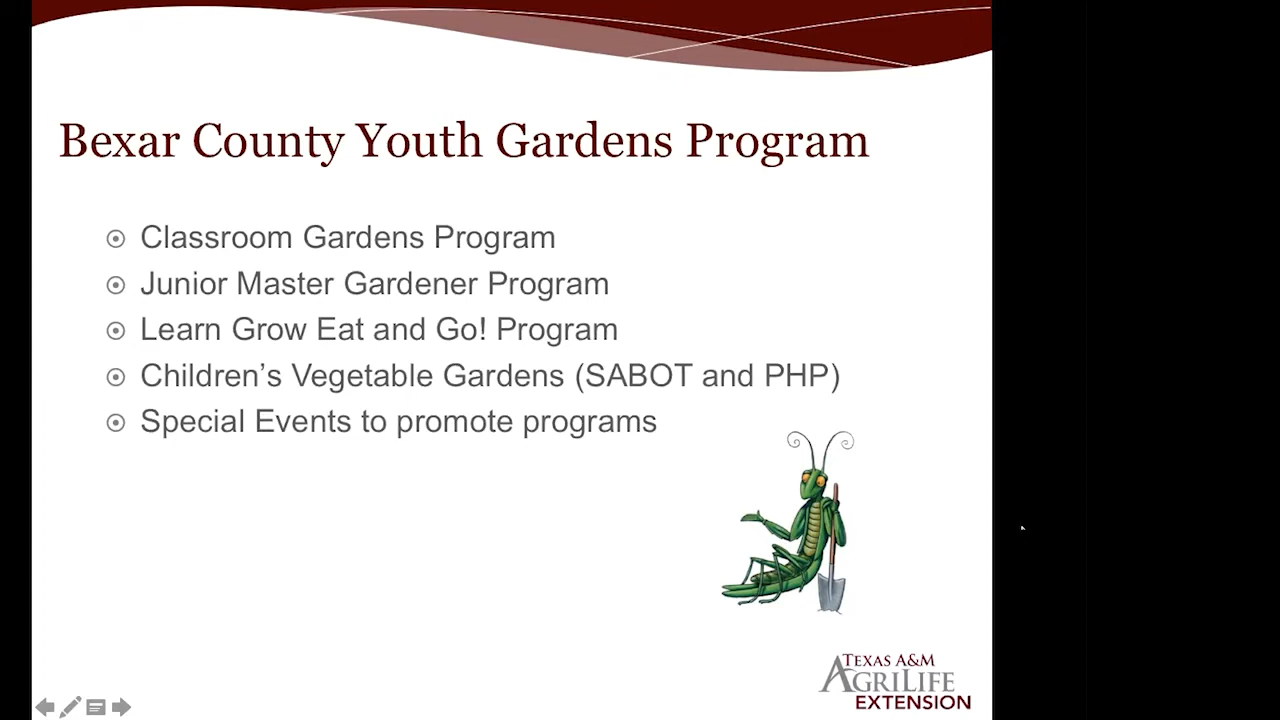 Bexar County Youth Gardens Program
Classroom Gardens Program
Junior Master Gardener Program
Learn Grow Eat and Go! Program
Children’s Vegetable Gardens (SABOT and PHP)
Special Events to promote programs
TEXAS A&M
AGRILIFE
EXTENSION